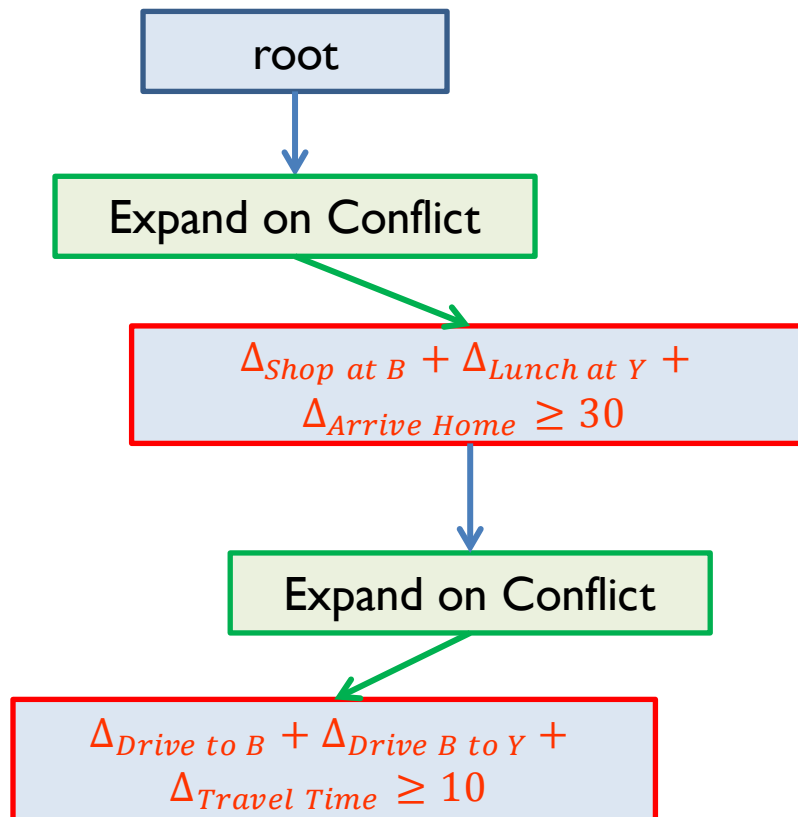 root
Expand on Conflict
Δ_{Shop at B} + Δ_{Lunch at Y} +
Δ_{Arrive Home} ≥ 30
Expand on Conflict
Δ_{Drive to B} + Δ_{Drive B to Y} +
Δ_{Travel Time} ≥ 10